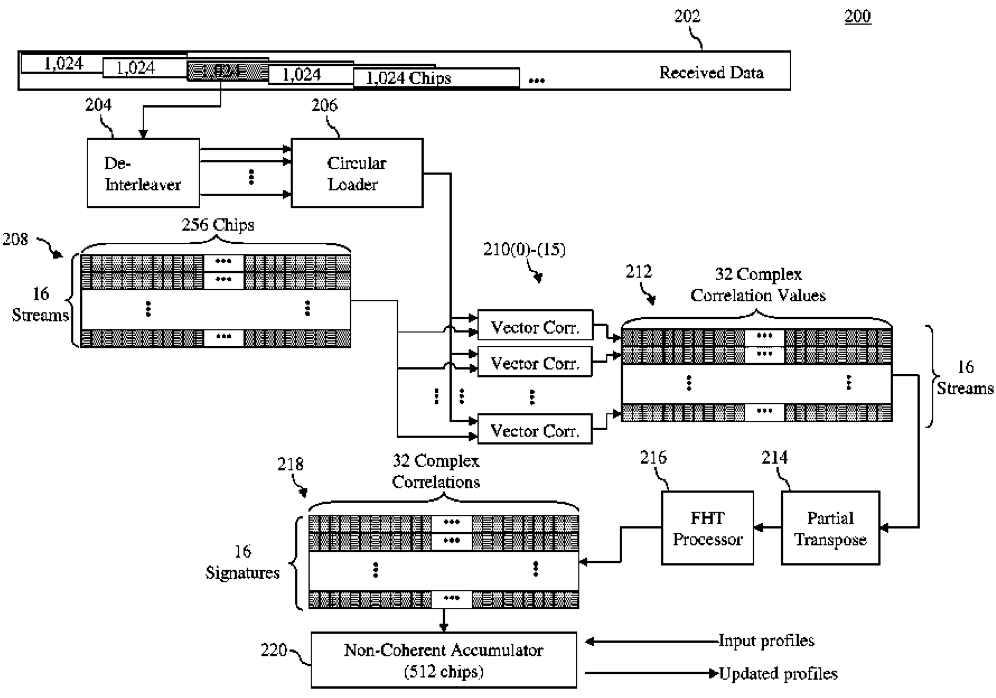 200
202
1,024
1,024
1,024
1,024
1,024 Chips
•••
Received Data
204
206
De-
Interleaver
Circular
Loader
208
256 Chips
16
Streams
210(0)-(15)
212
32 Complex
Correlation Values
Vector Corr.
Vector Corr.
Vector Corr.
16
Streams
218
32 Complex
Correlations
216
214
FHT
Processor
Partial
Transpose
16
Signatures
220
Non-Coherent Accumulator
(512 chips)
Input profiles
Updated profiles